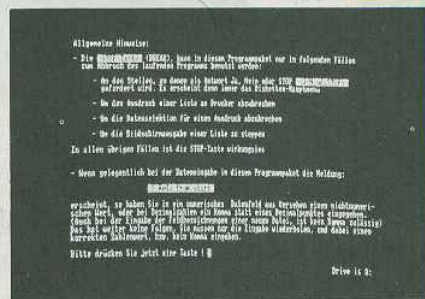 Allgemeine Hinweise:
- Die (BREAK), kann in diesem Programmpaket nur in folgenden Fällen
zum Abbruch des laufenden Programms benutzt werden:
- An den Stellen, an denen als Antwort Ja, Nein oder STOP
gefordert wird. Es erscheint dann immer das Disketten-Hauptmenu
- Um den Ausdruck einer Liste am Drucker abzubrechen
- Um die Datenselektion für einen Ausdruck abzubrechen
- Um die Bildschirmausgabe einer Liste zu stoppen
In allen übrigen Fällen ist die STOP-Taste wirkungslos
- Wenn gelegentlich bei der Dateneingabe in diesem Programmpaket die Meldung:
erscheint, so haben Sie in ein numerisches Datenfeld aus Versehen einen nichtnumeri-
schen Wert, oder bei Dezimalzahlen ein Komma statt eines Dezimalpunktes eingegeben.
(Auch bei der Eingabe der Feldbezeichnungen einer neuen Datei, ist kein Komma zulässig)
Das hat weiter keine Folgen, Sie müssen nur die Eingabe wiederholen, und dabei einen
korrekten Zahlenwert, bzw. kein Komma eingeben.
Bitte drücken Sie jetzt eine Taste !
Drive is 0: